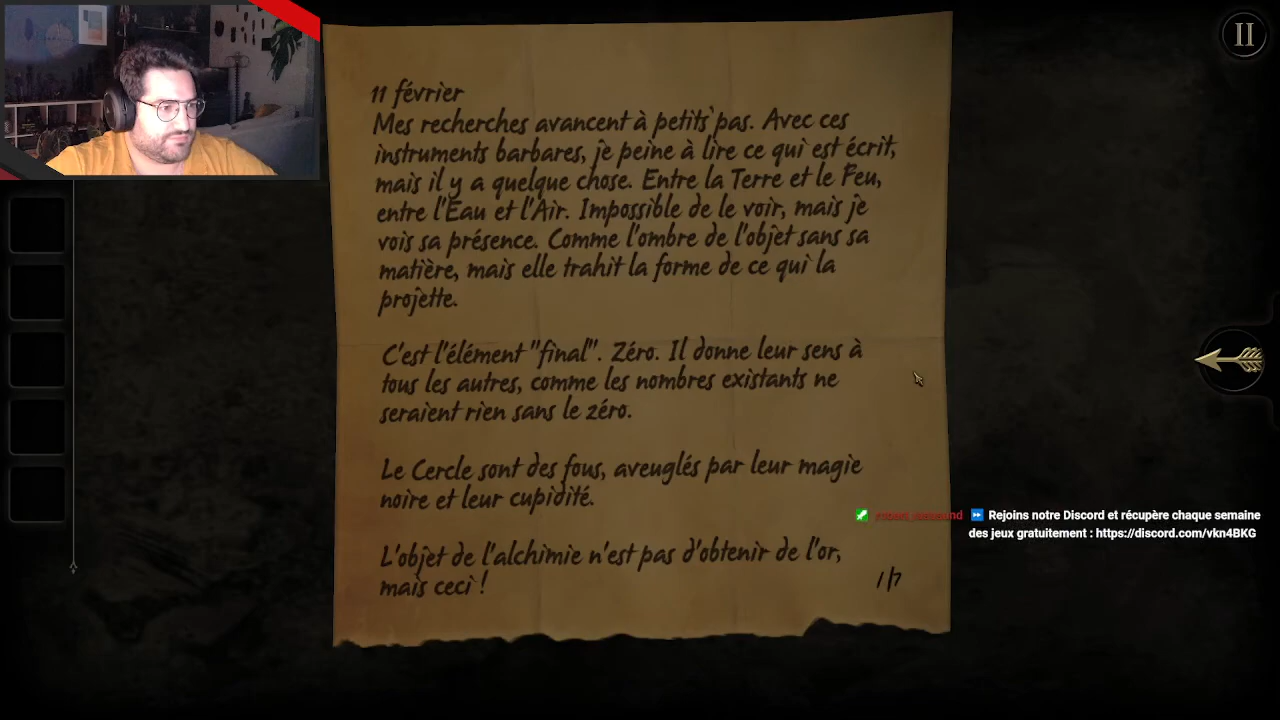 11 février
Mes recherches avancent à petits pas. Avec ces
instruments barbares, je peine à lire ce qui est écrit,
mais il y a quelque chose. Entre la Terre et le Feu,
entre l'Eau et l'Air. Impossible de le voir, mais je
vois sa présence. Comme l'ombre de l'objet sans sa
matière, mais elle trahit la forme de ce qui la
projette.
C'est l'élément "final". Zéro. Il donne leur sens à
tous les autres, comme les nombres existants ne
seraient rien sans le zéro.
Le Cercle sont des fous, aveuglés par leur magie
noire et leur cupidité.
L'objet de l'alchimie n'est pas d'obtenir de l'or,
mais ceci !
1/7
Rejoins notre Discord et récupère chaque semaine
des jeux gratuitement : https://discord.com/vkn4BKG